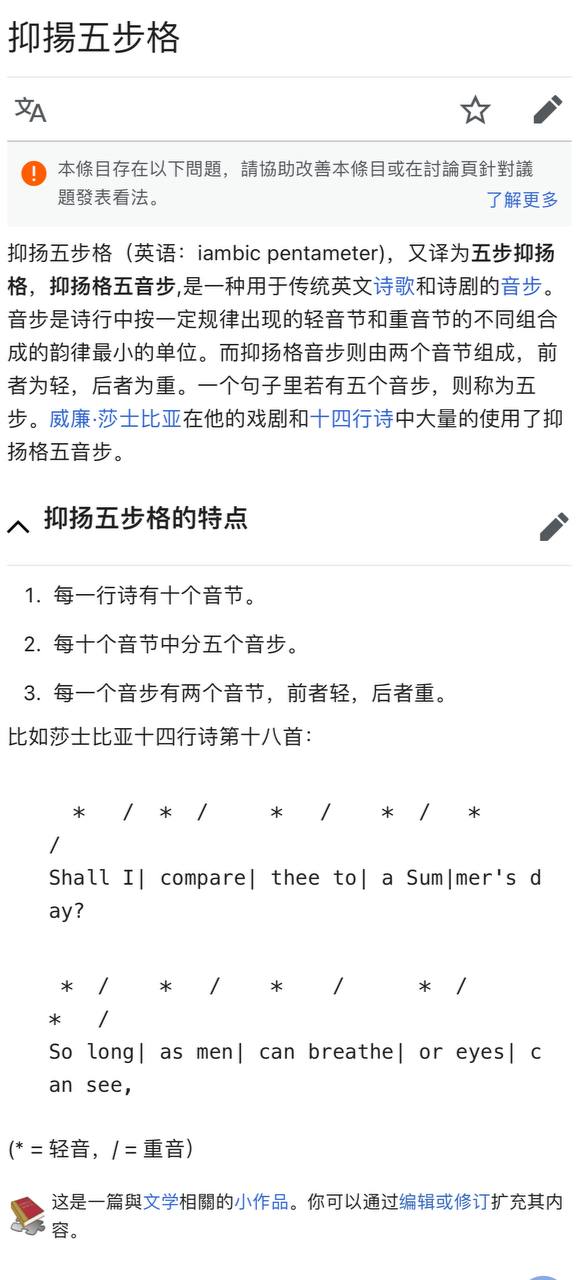 抑揚五步格
文A
本條目存在以下問題，請協助改善本條目或在討論頁針對議
題發表看法。
了解更多
抑扬五步格（英语：iambic pentameter)，又译为五步抑扬
格，抑扬格五音步,是一种用于传统英文诗歌和诗剧的音步。
音步是诗行中按一定规律出现的轻音节和重音节的不同组合
成的韵律最小的单位。而抑扬格音步则由两个音节组成，前
者为轻，后者为重。一个句子里若有五个音步，则称为五
步。威廉·莎士比亚在他的戏剧和十四行诗中大量的使用了抑
扬格五音步。
抑扬五步格的特点
1. 每一行诗有十个音节。
2. 每十个音节中分五个音步。
3. 每一个音步有两个音节，前者轻，后者重。
比如莎士比亚十四行诗第十八首：
* / * / * / * / *
/
Shall I| compare| thee to| a Sum|mer's d
ay?
* / * / * / * /
* /
So long| as men| can breathe| or eyes| c
an see,
(* = 轻音，/ = 重音）
这是一篇與文学相關的小作品。你可以通过编辑或修订扩充其内
容。